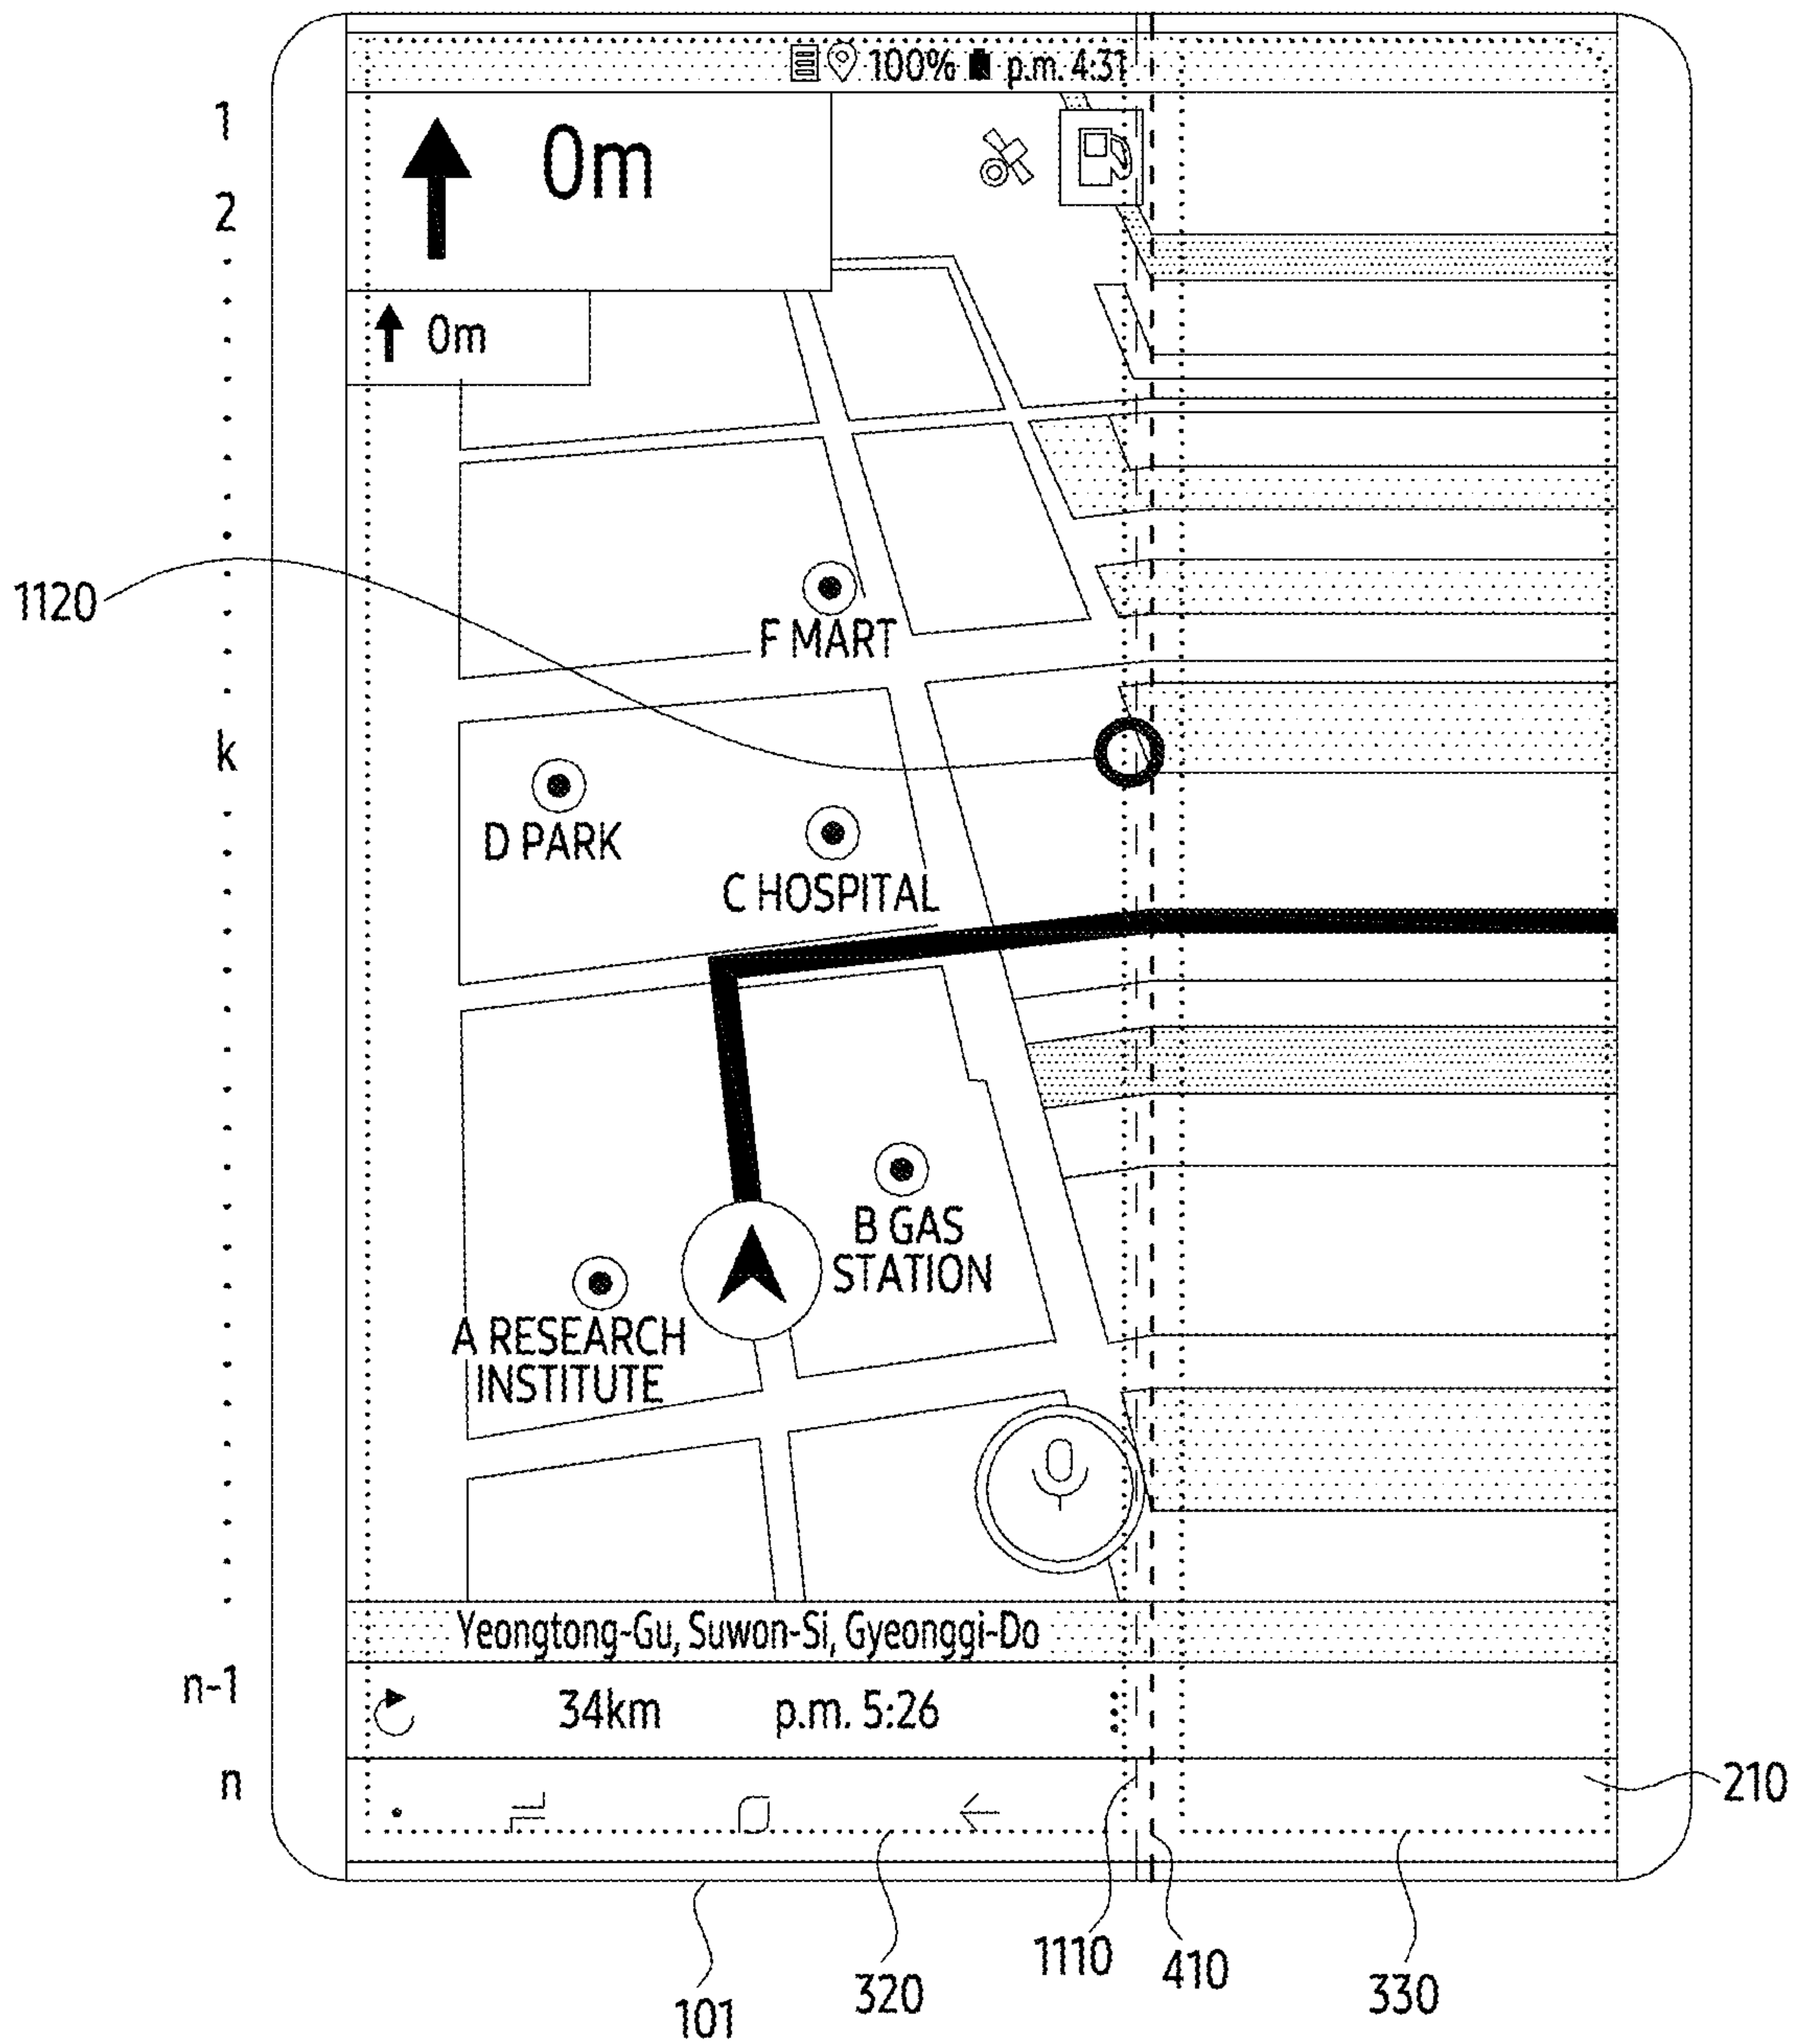 100% p.m. 4:31
1
0m
2
0m
1120
F MART
k
D PARK
C HOSPITAL
B GAS
STATION
A RESEARCH
INSTITUTE
Yeongtong-Gu, Suwon-Si, Gyeonggi-Do
n-1
34km p.m. 5:26
n
210
1110
410
320
330
101